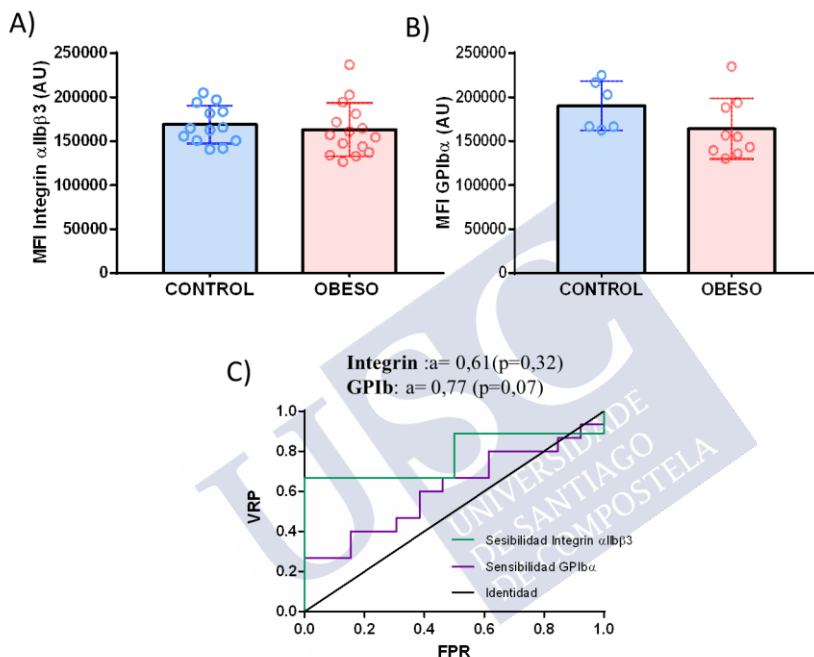 A)
250000
200000
150000
100000
50000
0
MFI Integrin αIIbβ3 (AU)
CONTROL
OBESO
B)
250000
200000
150000
100000
50000
0
MFI GPIbα (AU)
CONTROL
OBESO
C)
Integrin :a= 0,61(p=0,32)
GPIb: a= 0,77 (p=0,07)
1.0
0.8
0.6
0.4
0.2
0.0
VRP
Sesibilidad Integrin αIIbβ3
Sensibilidad GPIbα
Identidad
0.0 0.2 0.4 0.6 0.8 1.0
FPR
USC
UNIVERSIDADE
DE SANTIAGO
DE COMPOSTELA